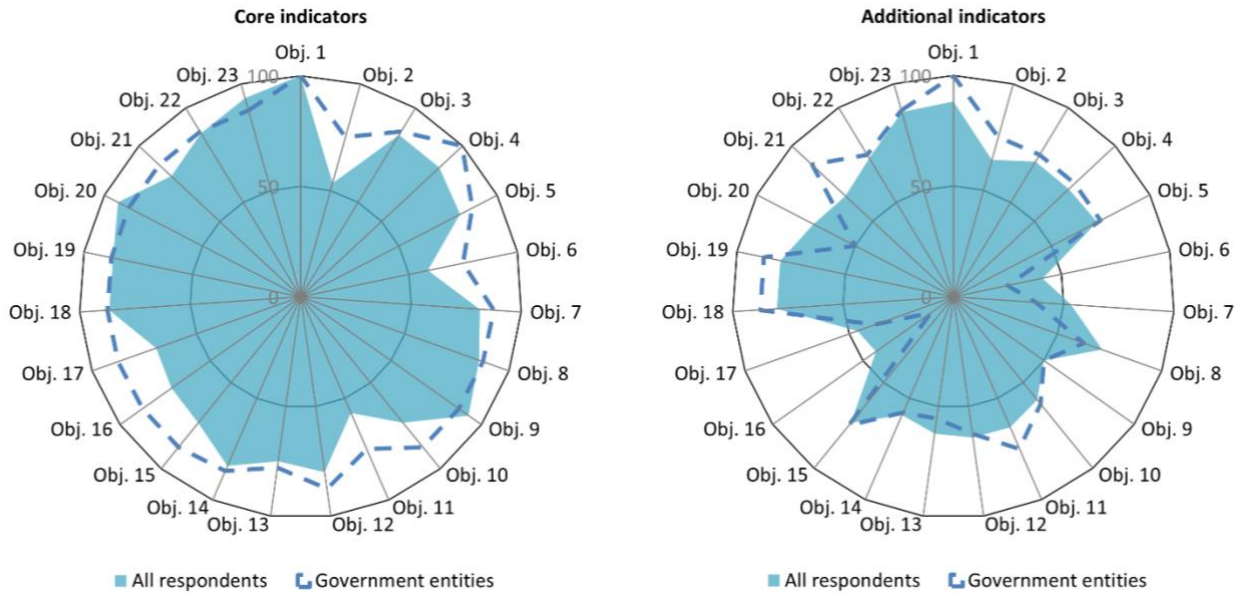 Core indicators
Obj. 1
Obj. 2
Obj. 3
Obj. 4
Obj. 5
Obj. 6
Obj. 7
Obj. 8
Obj. 9
Obj. 10
Obj. 11
Obj. 12
Obj. 13
Obj. 14
Obj. 15
Obj. 16
Obj. 17
Obj. 18
Obj. 19
Obj. 20
Obj. 21
Obj. 22
Obj. 23
100
50
0
All respondents
Government entities
Additional indicators
Obj. 1
Obj. 2
Obj. 3
Obj. 4
Obj. 5
Obj. 6
Obj. 7
Obj. 8
Obj. 9
Obj. 10
Obj. 11
Obj. 12
Obj. 13
Obj. 14
Obj. 15
Obj. 16
Obj. 17
Obj. 18
Obj. 19
Obj. 20
Obj. 21
Obj. 22
Obj. 23
100
50
0
All respondents
Government entities